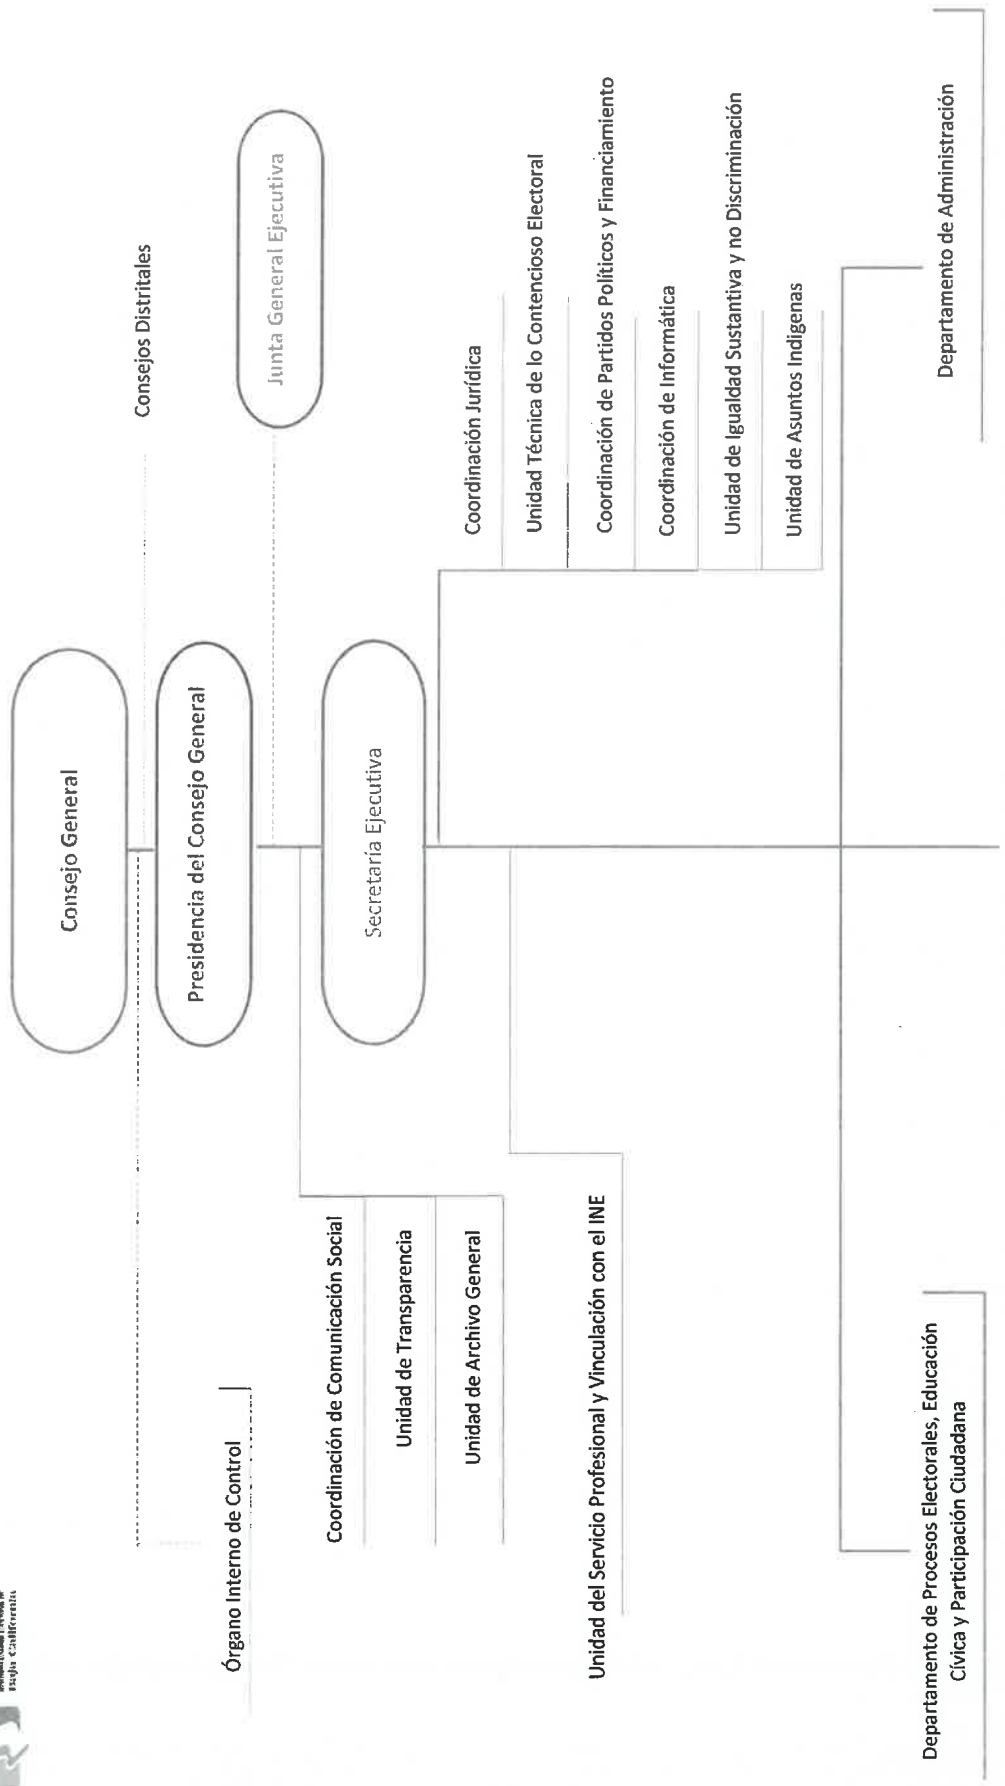 Baja California
Consejo General
Consejos Distritales
Presidencia del Consejo General
Órgano Interno de Control
Junta General Ejecutiva
Coordinación de Comunicación Social
Secretaría Ejecutiva
Unidad de Transparencia
Unidad de Archivo General
Coordinación Jurídica
Unidad Técnica de lo Contencioso Electoral
Unidad del Servicio Profesional y Vinculación con el INE
Coordinación de Partidos Políticos y Financiamiento
Coordinación de Informática
Unidad de Igualdad Sustantiva y no Discriminación
Unidad de Asuntos Indigenas
Departamento de Procesos Electorales, Educación
Cívica y Participación Ciudadana
Departamento de Administración